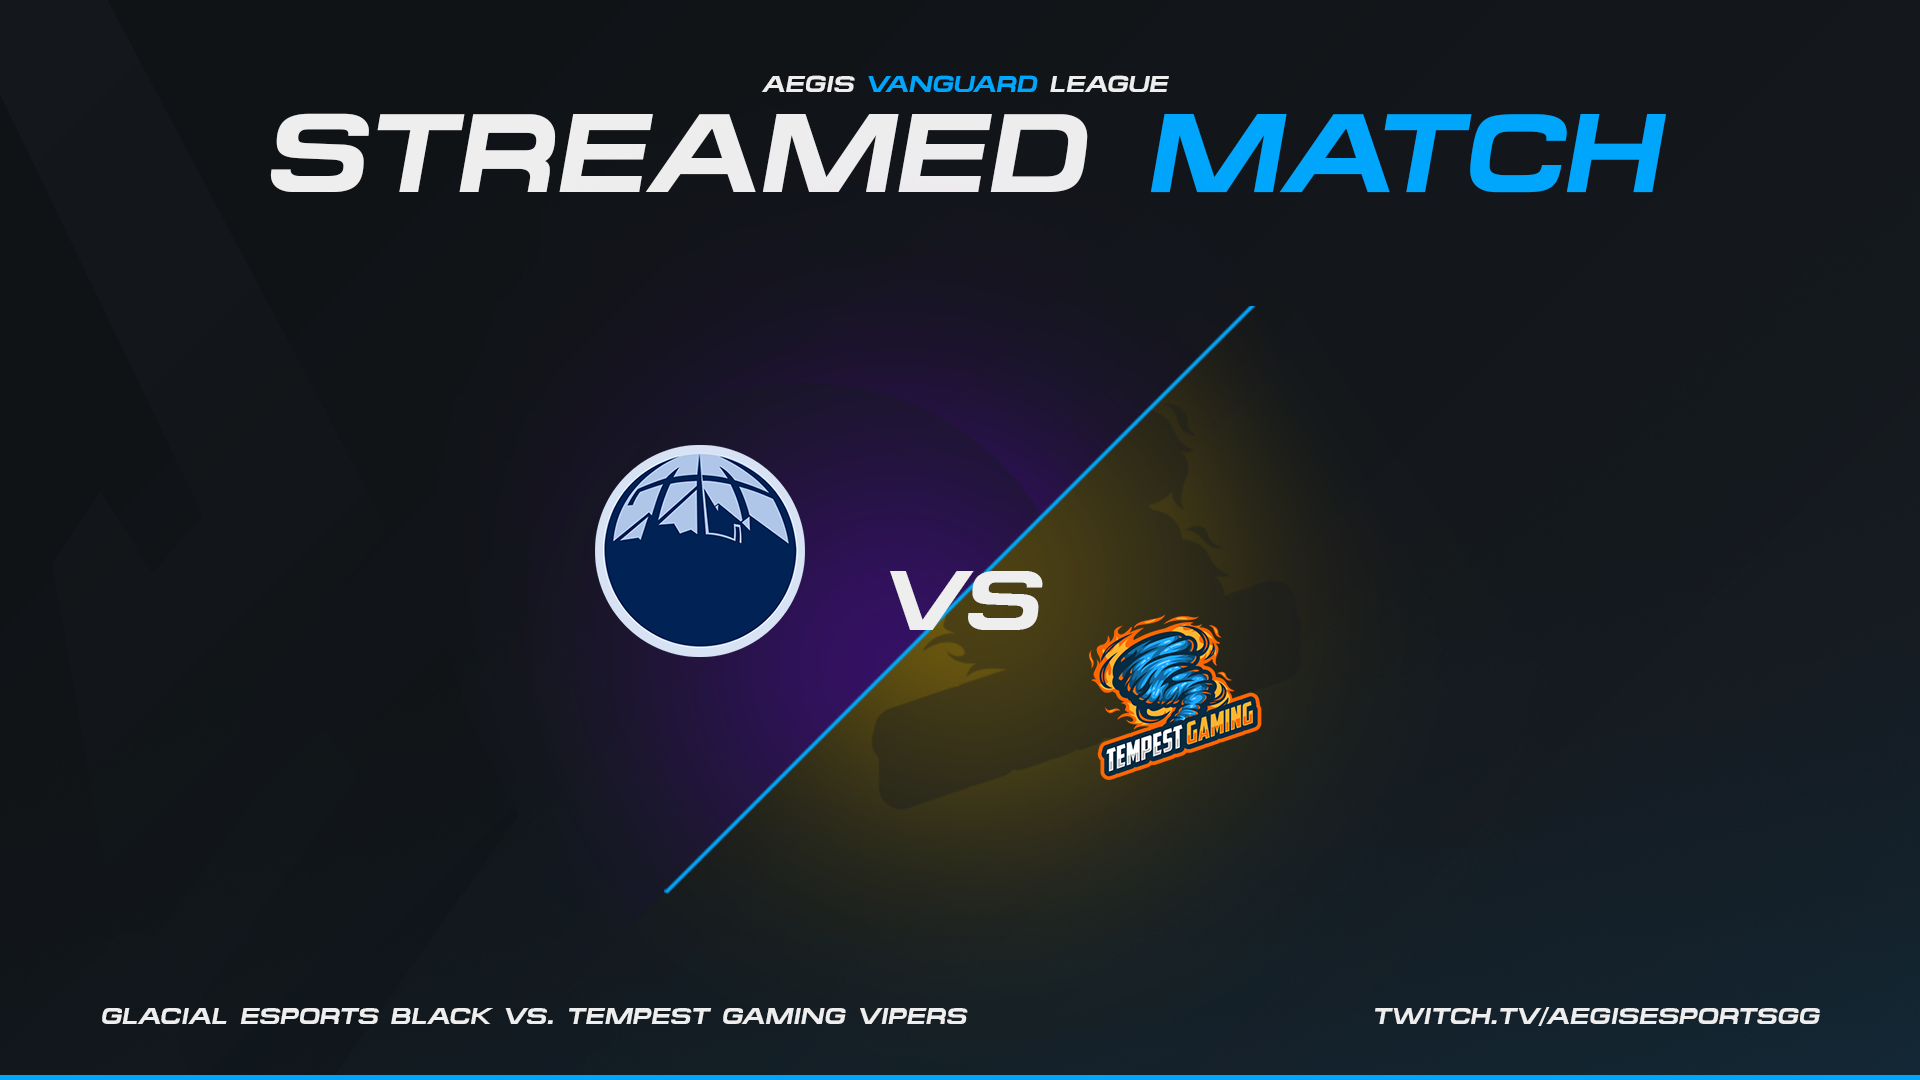 AEGIS VANGUARD LEAGUE
STREAMED MATCH
VS
TEMPEST GAMING
GLACIAL ESPORTS BLACK VS. TEMPEST GAMING VIPERS
TWITCH.TV/AEGISESPORTSGG